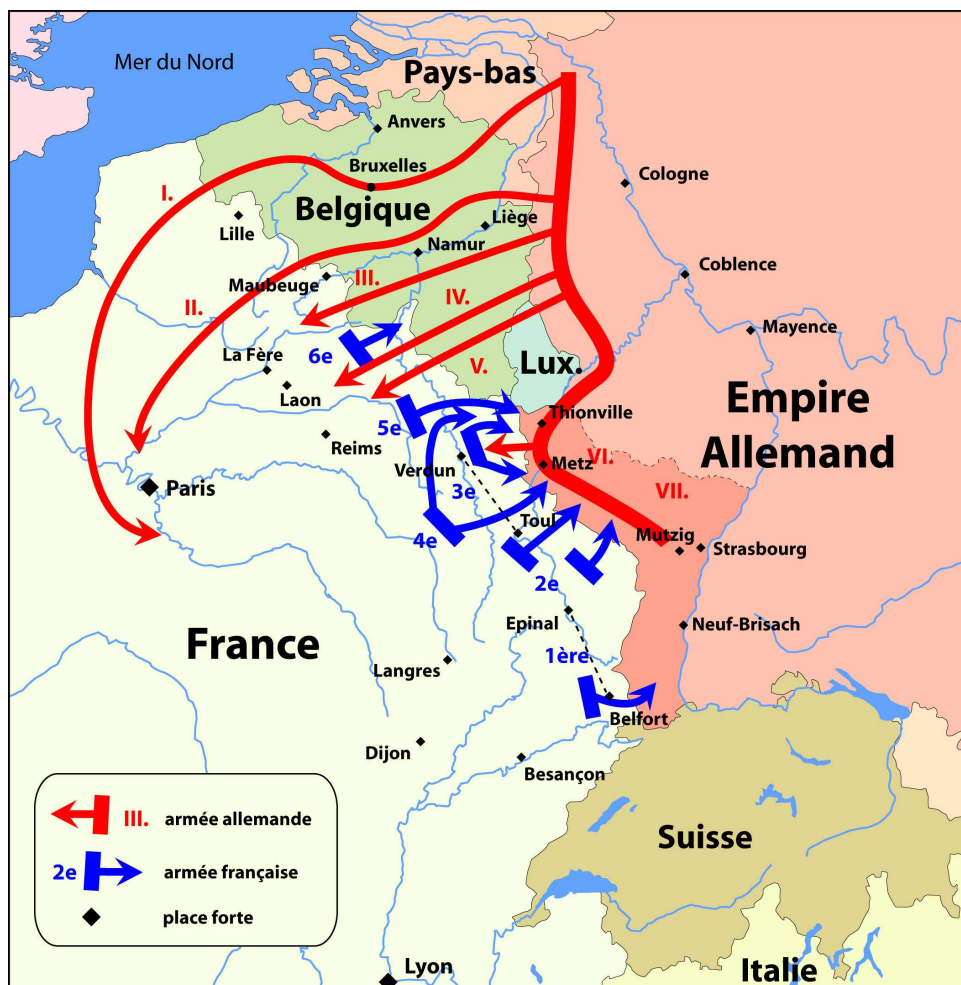 Mer du Nord
Pays-bas
Anvers
Bruxelles
Cologne
I.
Belgique
Lille
Liège
Namur
Coblence
Maubeuge
III.
II.
IV.
Mayence
6e
La Fère
V.
Lux.
Laon
Empire
Allemand
5e
Thionville
Reims
Verdun
Metz
VI.
Paris
3e
VII.
Toul
4e
Mutzig
Strasbourg
2e
Epinal
Neuf-Brisach
France
1ère
Langres
Belfort
Dijon
Besançon
Suisse
III.
armée allemande
2e
armée française
place forte
Lyon
Italie